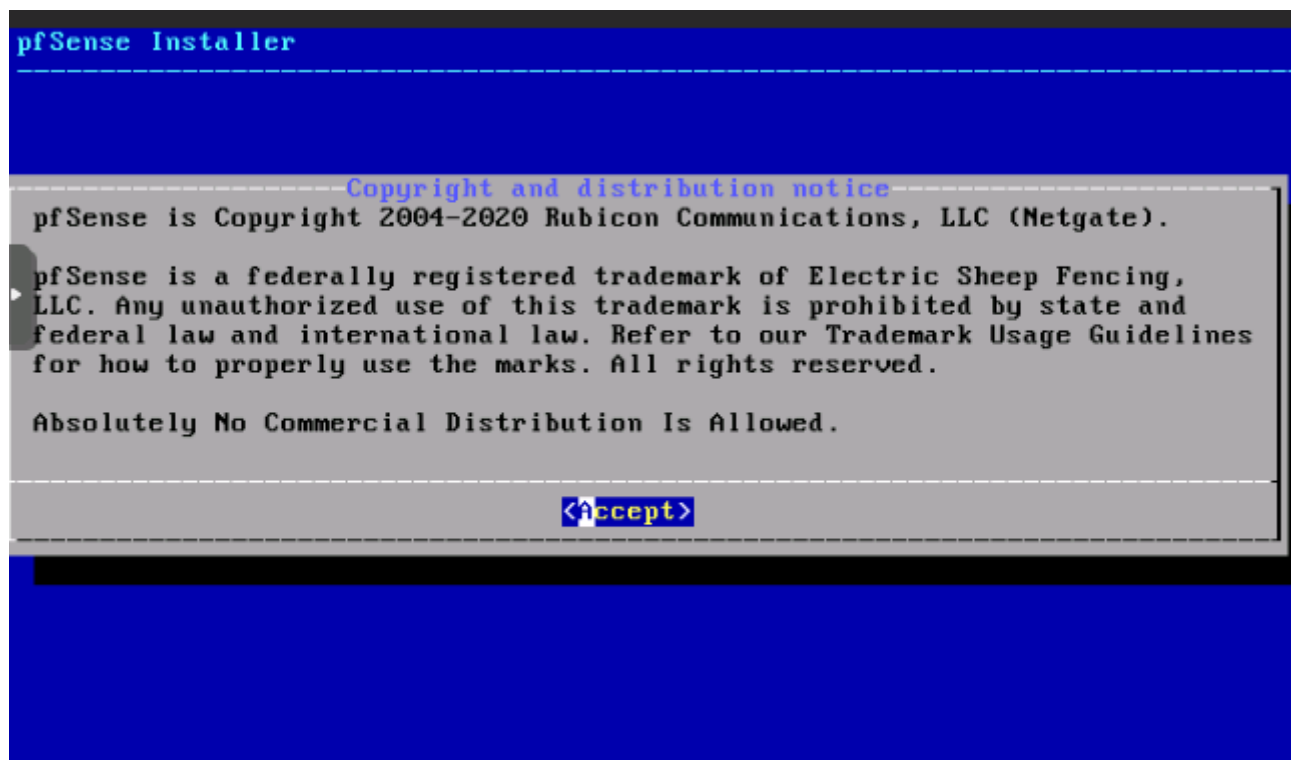 pfSense Installer
Copyright and distribution notice
pfSense is Copyright 2004-2020 Rubicon Communications, LLC (Netgate).
pfSense is a federally registered trademark of Electric Sheep Fencing,
LLC. Any unauthorized use of this trademark is prohibited by state and
federal law and international law. Refer to our Trademark Usage Guidelines
for how to properly use the marks. All rights reserved.
Absolutely No Commercial Distribution Is Allowed.
<Accept>